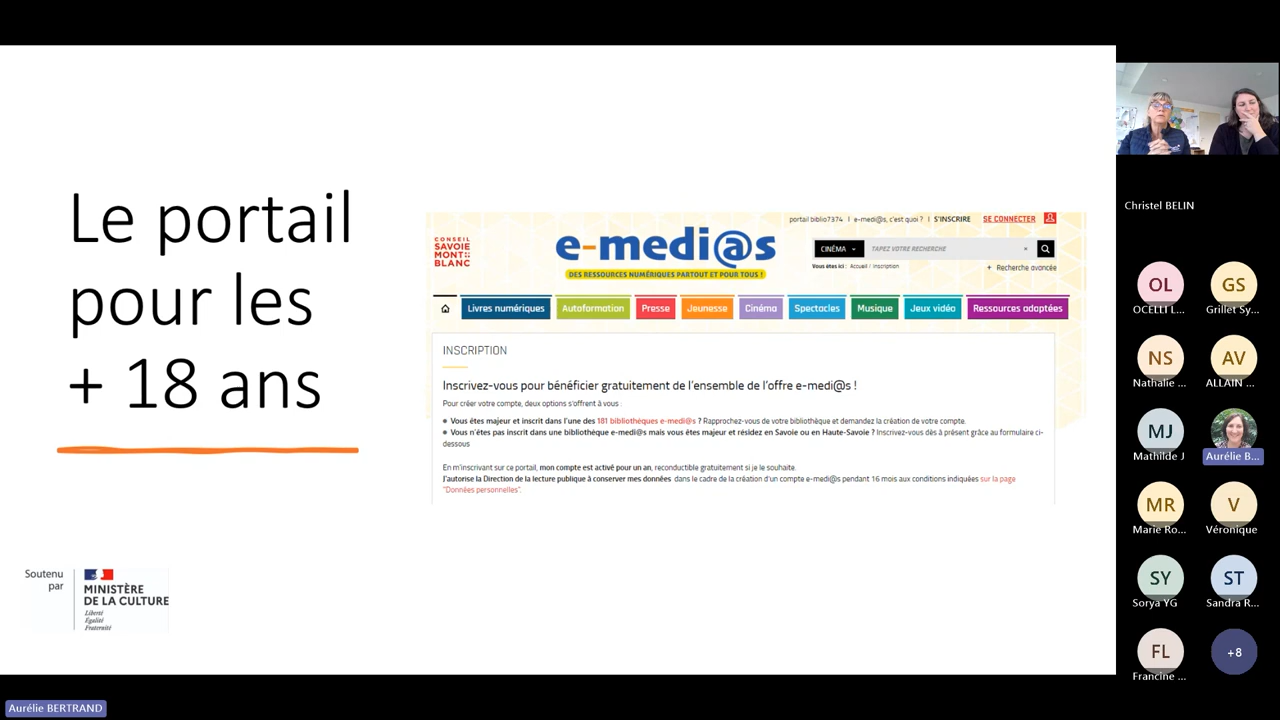 Le portail
pour les
+ 18 ans
Soutenu
par
MINISTÈRE
DE LA CULTURE
Liberté
Égalité
Fraternité
portail biblio7374 | e-medi@s, c'est quoi ? | S'INSCRIRE SE CONNECTER
CONSEIL
SAVOIE
MONT
BLANC
e-medi@s
DES RESSOURCES NUMÉRIQUES PARTOUT ET POUR TOUS !
CINÉMA TAPEZ VOTRE RECHERCHE ×
Vous êtes ici : Accueil / Inscription
+ Recherche avancée
Livres numériques Autoformation Presse Jeunesse Cinéma Spectacles Musique Jeux vidéo Ressources adaptées
INSCRIPTION
Inscrivez-vous pour bénéficier gratuitement de l'ensemble de l'offre e-medi@s !
Pour créer votre compte, deux options s'offrent à vous :
• Vous êtes majeur et inscrit dans l'une des 181 bibliothèques e-medi@s ? Rapprochez-vous de votre bibliothèque et demandez la création de votre compte.
• Vous n'êtes pas inscrit dans une bibliothèque e-medi@s mais vous êtes majeur et résidez en Savoie ou en Haute-Savoie ? Inscrivez-vous dès à présent grâce au formulaire ci-
dessous
En m'inscrivant sur ce portail, mon compte est activé pour un an, reconductible gratuitement si je le souhaite.
J'autorise la Direction de la lecture publique à conserver mes données dans le cadre de la création d'un compte e-medi@s pendant 16 mois aux conditions indiquées sur la page
"Données personnelles".
Christel BELIN
OL GS
OCELLI L... Grillet Sy...
NS AV
Nathalie ... ALLAIN ...
MJ
Mathilde J Aurélie B...
MR V
Marie Ro... Véronique
SY ST
Sorya YG Sandra R...
FL +8
Francine ...
Aurélie BERTRAND